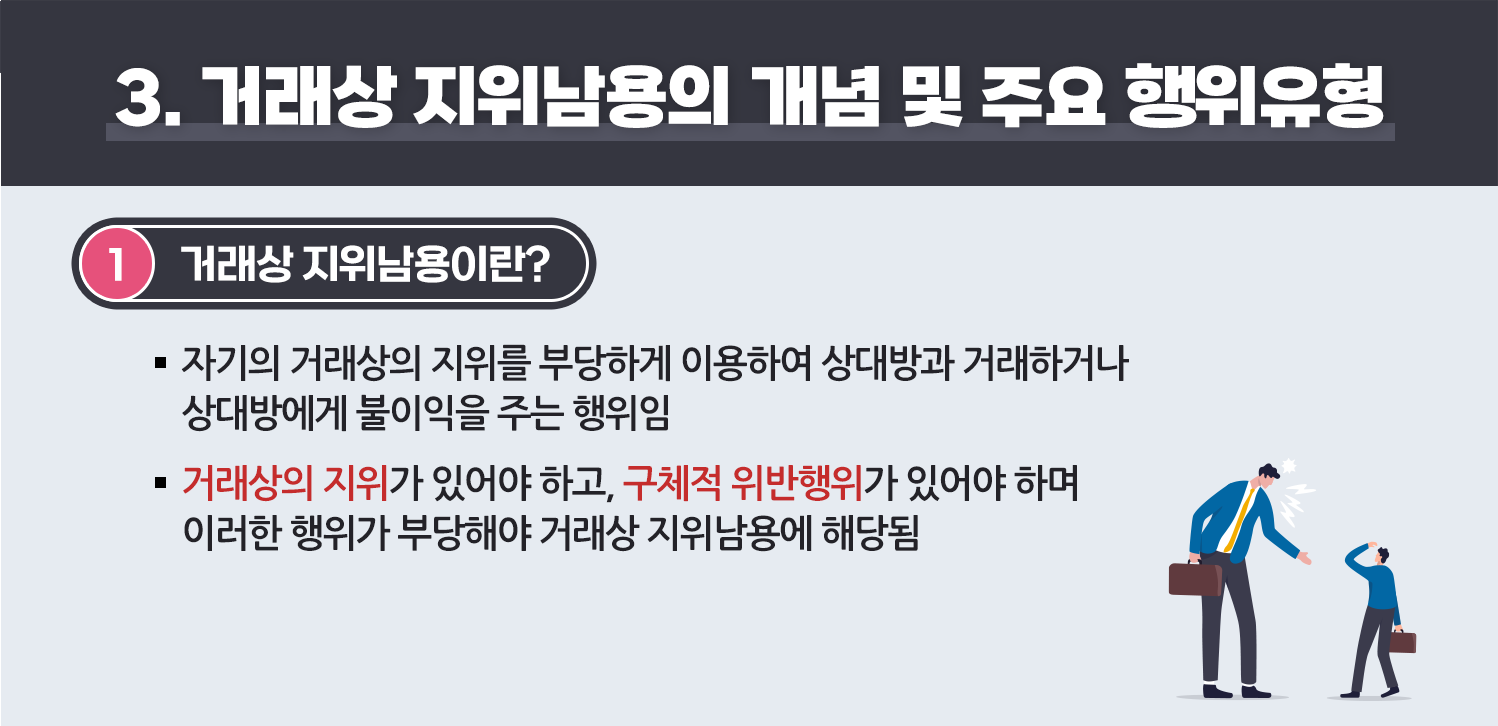 3. 거래상 지위남용의 개념 및 주요 행위유형
1 거래상 지위남용이란?
▪ 자기의 거래상의 지위를 부당하게 이용하여 상대방과 거래하거나
상대방에게 불이익을 주는 행위임
▪ 거래상의 지위가 있어야 하고, 구체적 위반행위가 있어야 하며
이러한 행위가 부당해야 거래상 지위남용에 해당됨